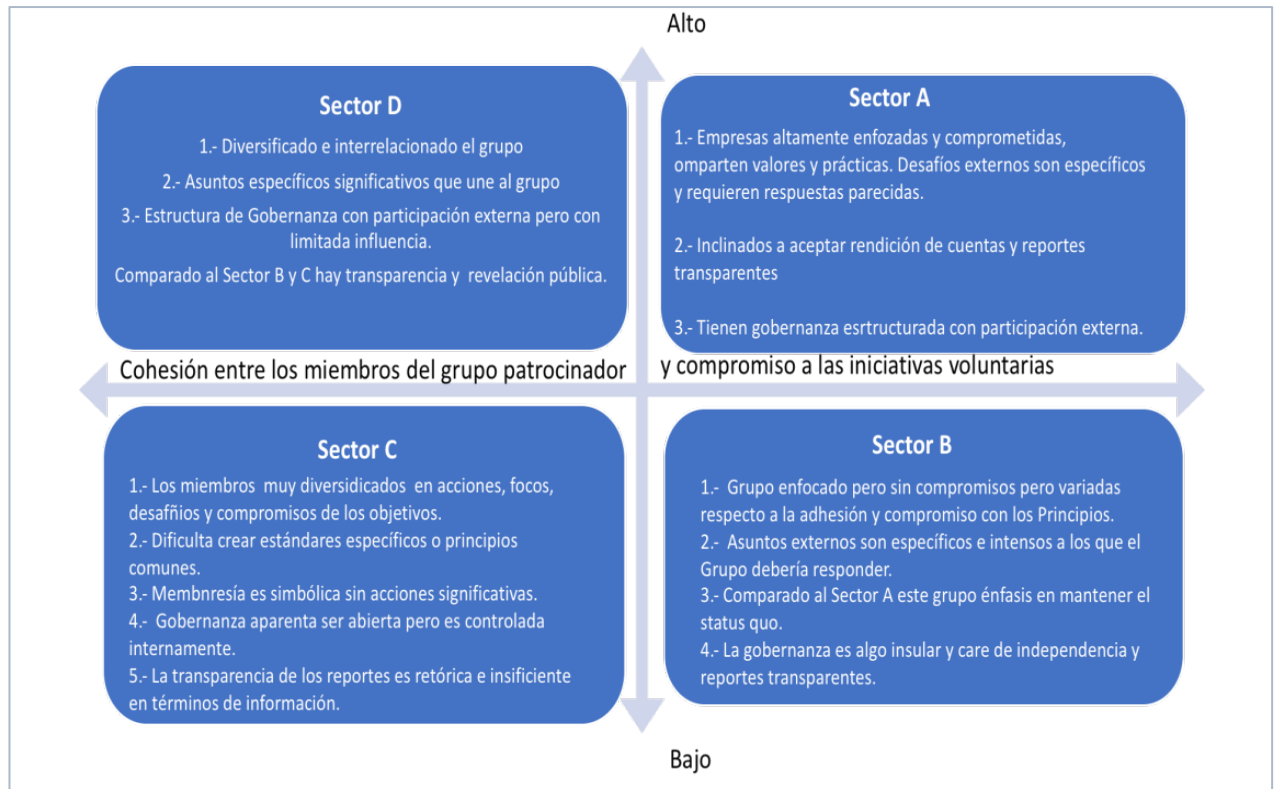 Alto
Sector D
1.- Diversificado e interrelacionado el grupo
2.- Asuntos específicos significativos que une al grupo
3.- Estructura de Gobernanza con participación externa pero con
limitada influencia.
Comparado al Sector B y C hay transparencia y revelación pública.
Sector A
1.- Empresas altamente enfozadas y comprometidas,
omparten valores y prácticas. Desafíos externos son específicos
y requieren respuestas parecidas.
2.- Inclinados a aceptar rendición de cuentas y reportes
transparentes
3.- Tienen gobernanza esrtructurada con participación externa.
Cohesión entre los miembros del grupo patrocinador y compromiso a las iniciativas voluntarias
Sector C
1.- Los miembros muy diversidicados en acciones, focos,
desafñios y compromisos de los objetivos.
2.- Dificulta crear estándares específicos o principios
comunes.
3.- Membnresía es simbólica sin acciones significativas.
4.- Gobernanza aparenta ser abierta pero es controlada
internamente.
5.- La transparencia de los reportes es retórica e insificiente
en términos de información.
Sector B
1.- Grupo enfocado pero sin compromisos pero variadas
respecto a la adhesión y compromiso con los Principios.
2.- Asuntos externos son específicos e intensos a los que el
Grupo debería responder.
3.- Comparado al Sector A este grupo énfasis en mantener el
status quo.
4.- La gobernanza es algo insular y care de independencia y
reportes transparentes.
Bajo